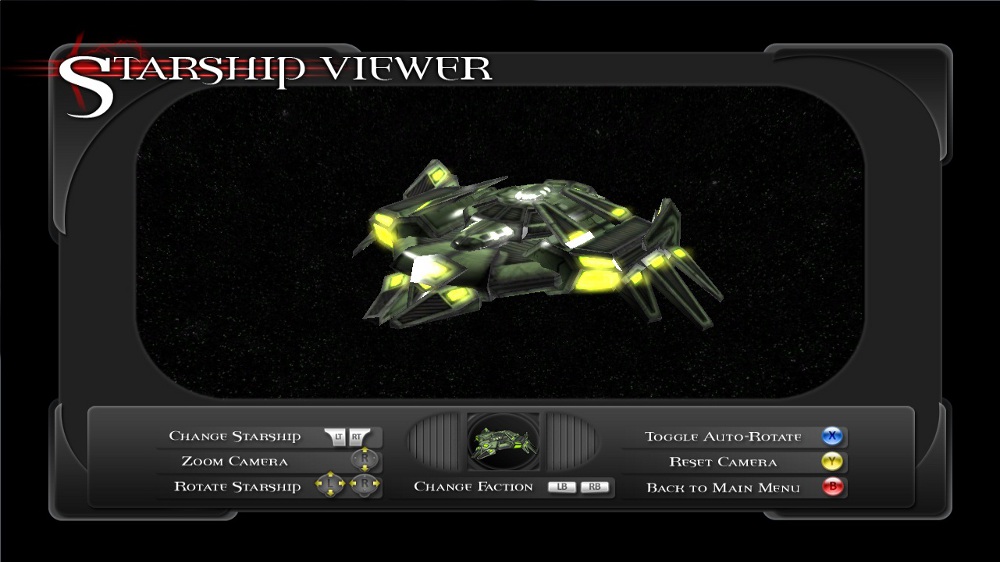 Starship Viewer
Change Starship LT RT
Zoom Camera R
Rotate Starship L R
Change Faction LB RB
Toggle Auto-Rotate X
Reset Camera Y
Back to Main Menu B